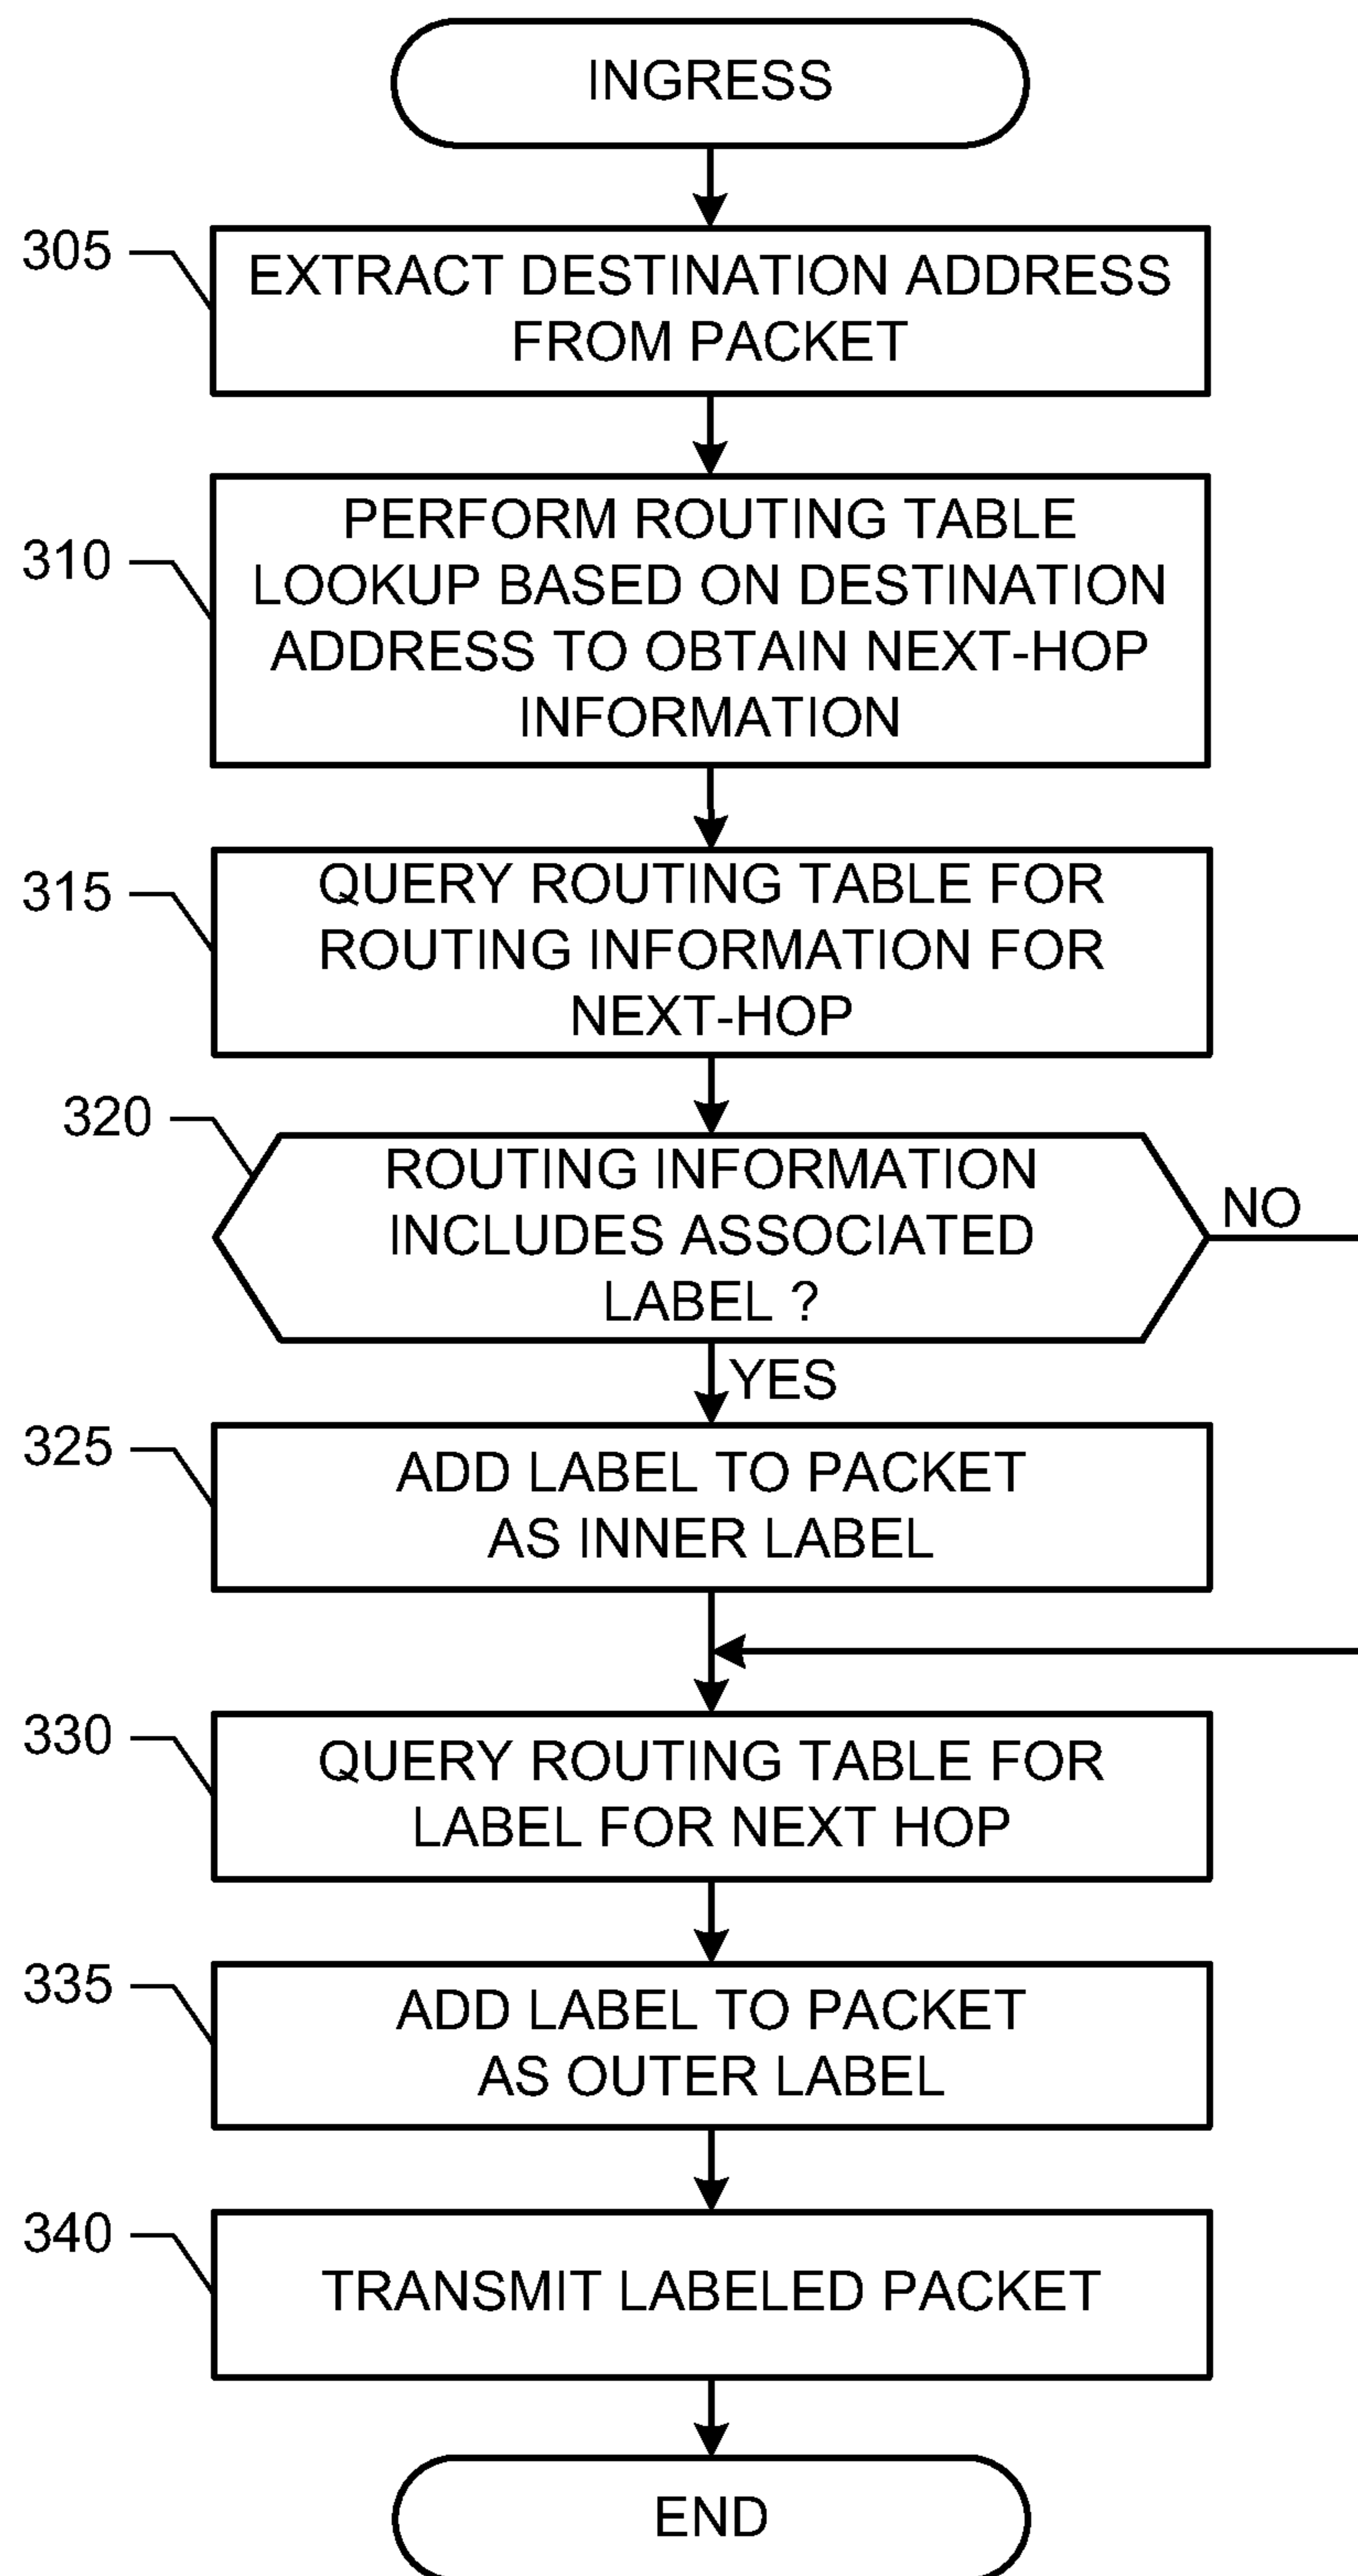 INGRESS
305
EXTRACT DESTINATION ADDRESS
FROM PACKET
310
PERFORM ROUTING TABLE
LOOKUP BASED ON DESTINATION
ADDRESS TO OBTAIN NEXT-HOP
INFORMATION
315
QUERY ROUTING TABLE FOR
ROUTING INFORMATION FOR
NEXT-HOP
320
ROUTING INFORMATION
INCLUDES ASSOCIATED
LABEL ?
NO
YES
325
ADD LABEL TO PACKET
AS INNER LABEL
330
QUERY ROUTING TABLE FOR
LABEL FOR NEXT HOP
335
ADD LABEL TO PACKET
AS OUTER LABEL
340
TRANSMIT LABELED PACKET
END